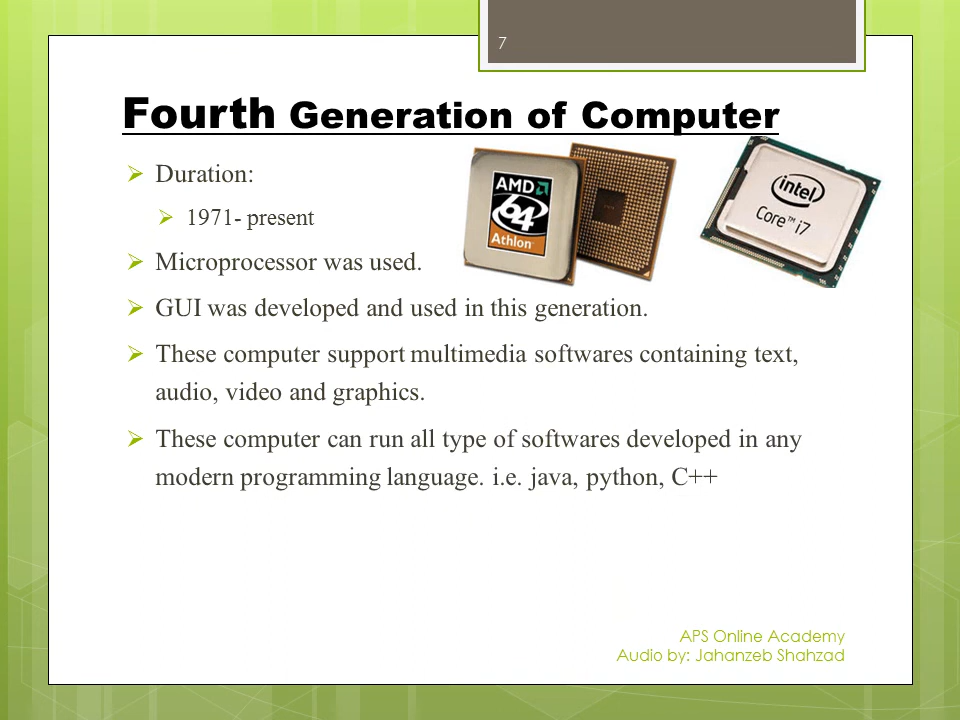 7
Fourth Generation of Computer
Duration:
1971- present
Microprocessor was used.
GUI was developed and used in this generation.
These computer support multimedia softwares containing text,
audio, video and graphics.
These computer can run all type of softwares developed in any
modern programming language. i.e. java, python, C++
AMD
64
Athlon™
intel
Core™ i7
APS Online Academy
Audio by: Jahanzeb Shahzad